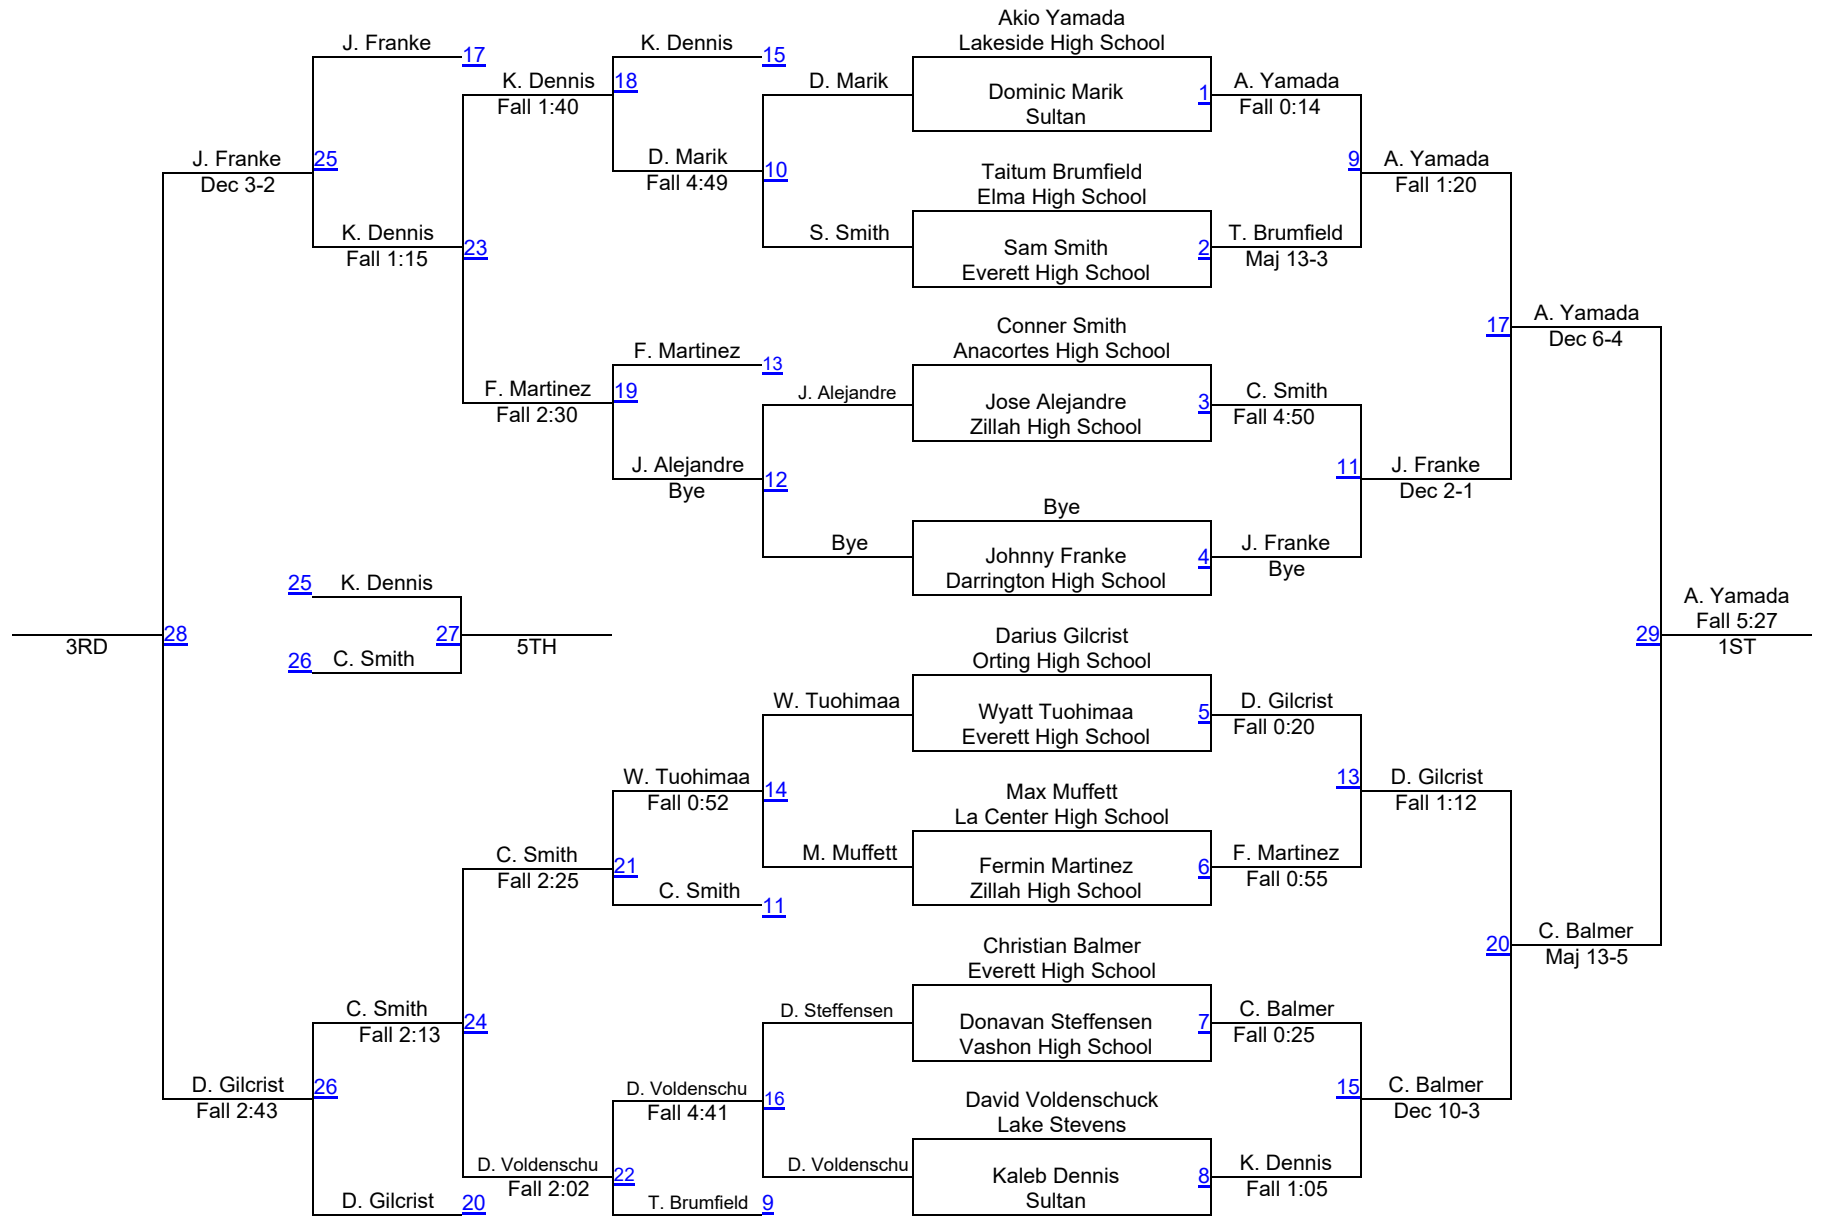 Akio Yamada
Lakeside High School
J. Franke
17
K. Dennis
15
K. Dennis
Fall 1:40
18
D. Marik
Dominic Marik
Sultan
1
A. Yamada
Fall 0:14
J. Franke
Dec 3-2
25
D. Marik
Fall 4:49
10
Taitum Brumfield
Elma High School
9
A. Yamada
Fall 1:20
K. Dennis
Fall 1:15
23
S. Smith
Sam Smith
Everett High School
2
T. Brumfield
Maj 13-3
Conner Smith
Anacortes High School
17
A. Yamada
Dec 6-4
F. Martinez
13
F. Martinez
Fall 2:30
19
J. Alejandre
Jose Alejandre
Zillah High School
3
C. Smith
Fall 4:50
J. Alejandre
Bye
12
11
J. Franke
Dec 2-1
Bye
Bye
Johnny Franke
Darrington High School
4
J. Franke
Bye
25
K. Dennis
A. Yamada
Fall 5:27
1ST
3RD
28
27
5TH
29
26
C. Smith
Darius Gilcrist
Orting High School
W. Tuohimaa
Wyatt Tuohimaa
Everett High School
5
D. Gilcrist
Fall 0:20
W. Tuohimaa
Fall 0:52
14
Max Muffett
La Center High School
13
D. Gilcrist
Fall 1:12
C. Smith
Fall 2:25
21
M. Muffett
Fermin Martinez
Zillah High School
6
F. Martinez
Fall 0:55
C. Smith
11
Christian Balmer
Everett High School
20
C. Balmer
Maj 13-5
C. Smith
Fall 2:13
24
D. Steffensen
Donavan Steffensen
Vashon High School
7
C. Balmer
Fall 0:25
D. Gilcrist
Fall 2:43
26
D. Voldenschu
Fall 4:41
16
David Voldenschuck
Lake Stevens
15
C. Balmer
Dec 10-3
D. Voldenschu
Fall 2:02
22
D. Voldenschu
Kaleb Dennis
Sultan
8
K. Dennis
Fall 1:05
D. Gilcrist
20
T. Brumfield
9